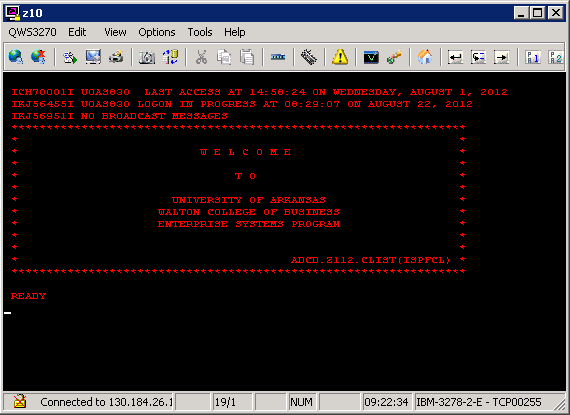 z10
QWS3270 Edit View Options Tools Help
ICH70001I UOAS030 LAST ACCESS AT 14:58:24 ON WEDNESDAY, AUGUST 1, 2012
IKJ56455I UOAS030 LOGON IN PROGRESS AT 08:29:07 ON AUGUST 22, 2012
IKJ56951I NO BROADCAST MESSAGES
*****************************************************************
* *
* W E L C O M E *
* *
* T O *
* *
* UNIVERSITY OF ARKANSAS *
* WALTON COLLEGE OF BUSINESS *
* ENTERPRISE SYSTEMS PROGRAM *
* *
* *
* ADCD.Z112.CLIST(ISPFCL) *
*****************************************************************
READY
Connected to 130.184.26.1 19/1 NUM 09:22:34 IBM-3278-2-E - TCP00255